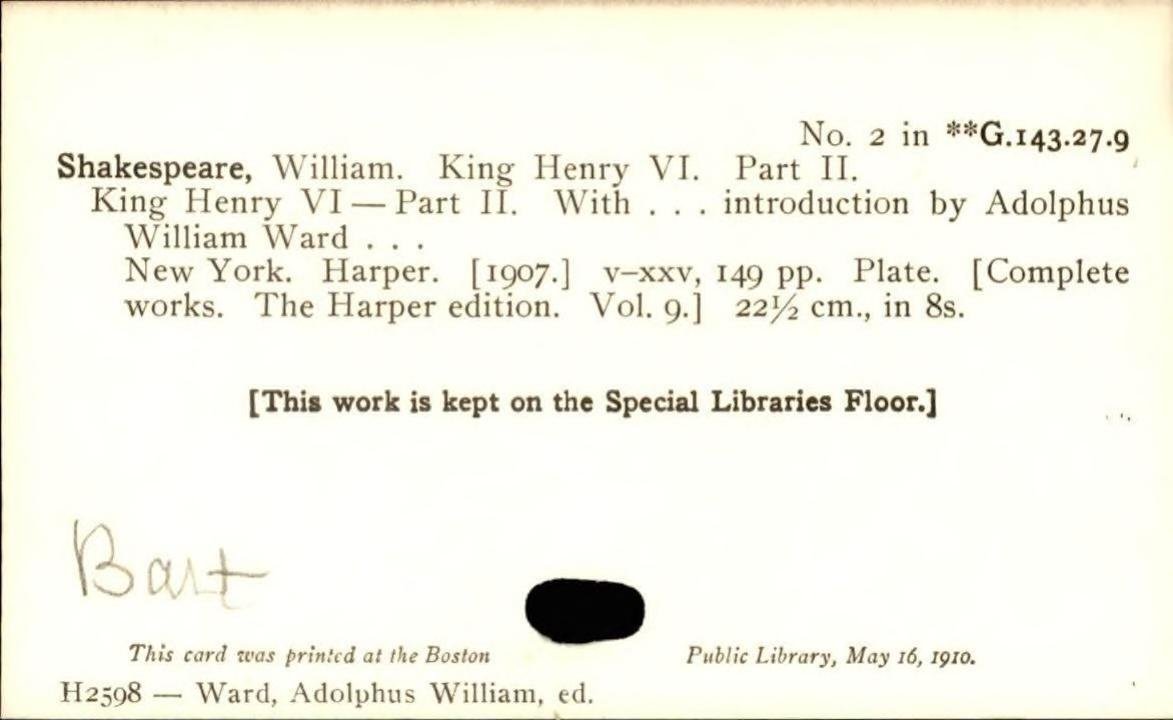 No. 2 in **G.143.27.9
Shakespeare, William. King Henry VI. Part II.
King Henry VI — Part II. With . . . introduction by Adolphus
William Ward . . .
New York. Harper. [1907.] v–xxv, 149 pp. Plate. [Complete
works. The Harper edition. Vol. 9.] 22½ cm., in 8s.
[This work is kept on the Special Libraries Floor.]
Bart
This card was printed at the Boston Public Library, May 16, 1910.
H2598 — Ward, Adolphus William, ed.